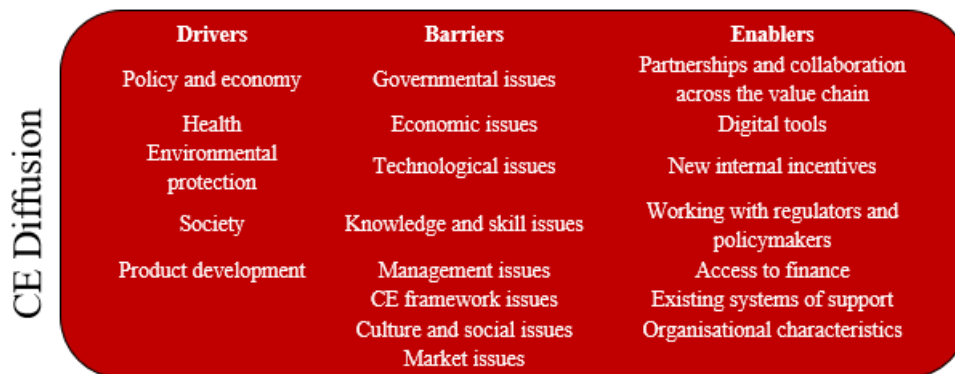 CE Diffusion
Drivers Barriers Enablers
Policy and economy Governmental issues Partnerships and collaboration
across the value chain
Health Economic issues Digital tools
Environmental
protection Technological issues New internal incentives
Society Knowledge and skill issues Working with regulators and
policymakers
Product development Management issues Access to finance
CE framework issues Existing systems of support
Culture and social issues Organisational characteristics
Market issues